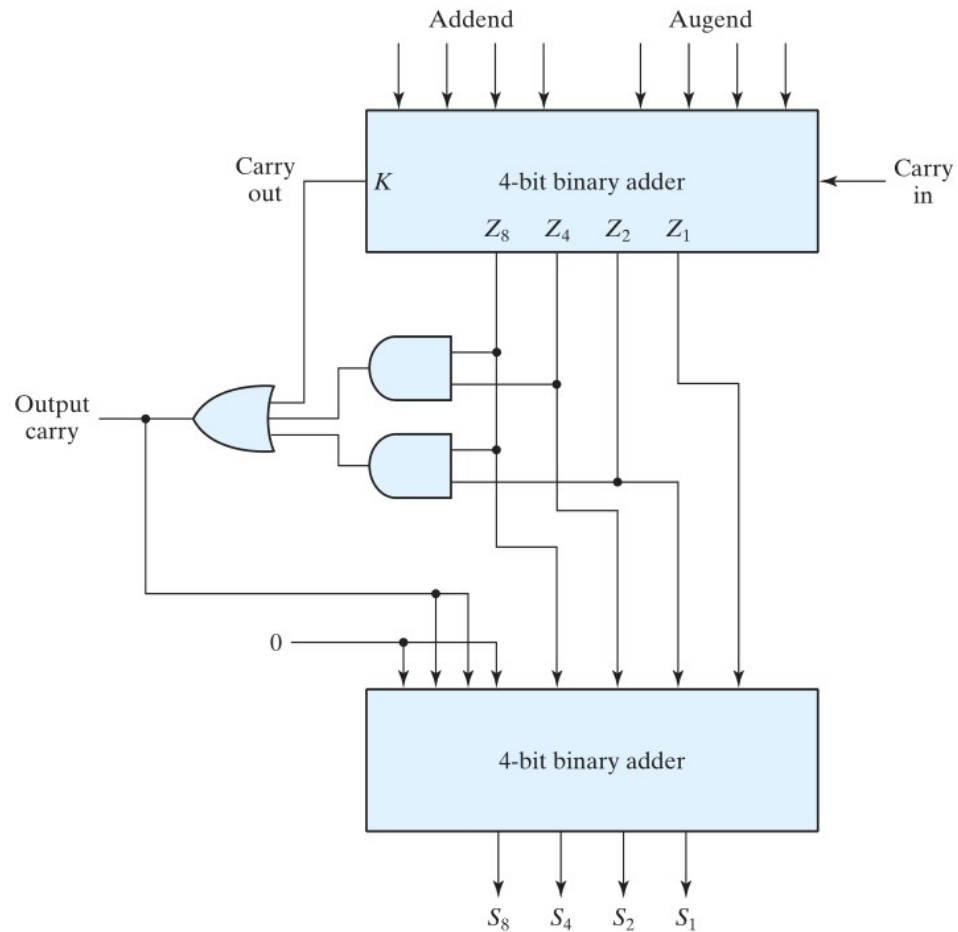 Addend
Augend
Carry
out
K
4-bit binary adder
Carry
in
Z₈ Z₄ Z₂ Z₁
Output
carry
0
4-bit binary adder
S₈ S₄ S₂ S₁